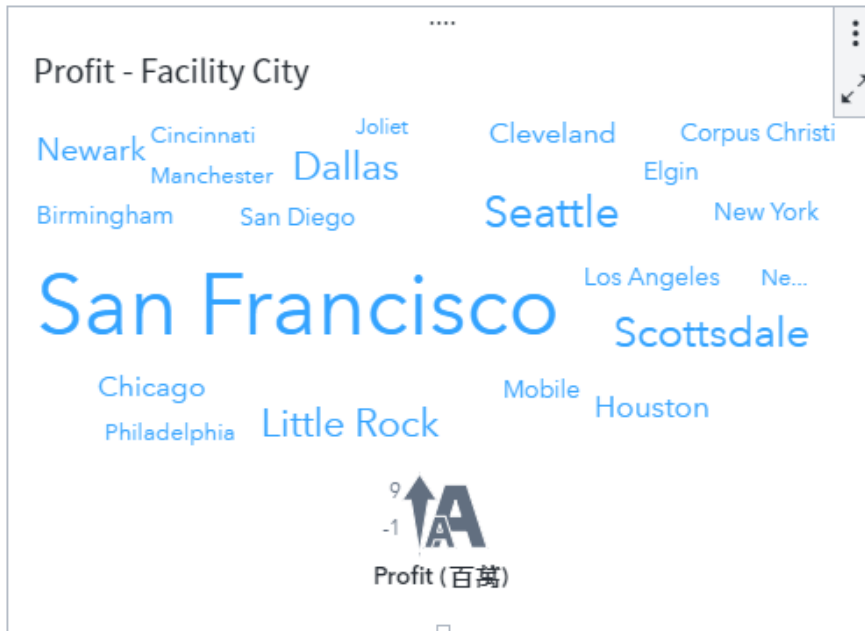 Profit - Facility City
Newark
Cincinnati
Joliet
Cleveland
Corpus Christi
Manchester
Dallas
Elgin
Birmingham
San Diego
Seattle
New York
San Francisco
Los Angeles
Ne...
Scottsdale
Chicago
Mobile
Houston
Philadelphia
Little Rock
9
-1
Profit (百萬)